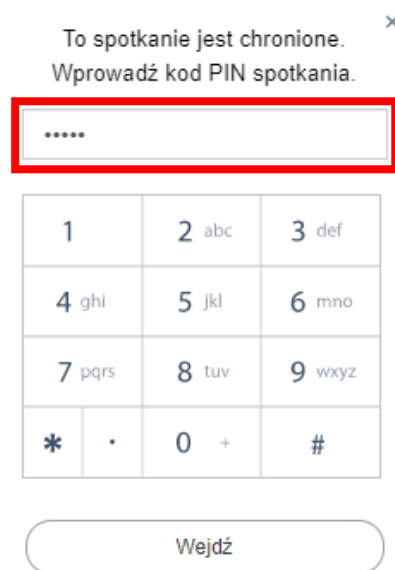 ×
To spotkanie jest chronione.
Wprowadź kod PIN spotkania.
•••••
1 2 abc 3 def
4 ghi 5 jkl 6 mno
7 pqrs 8 tuv 9 wxyz
* · 0 + #
Wejdź